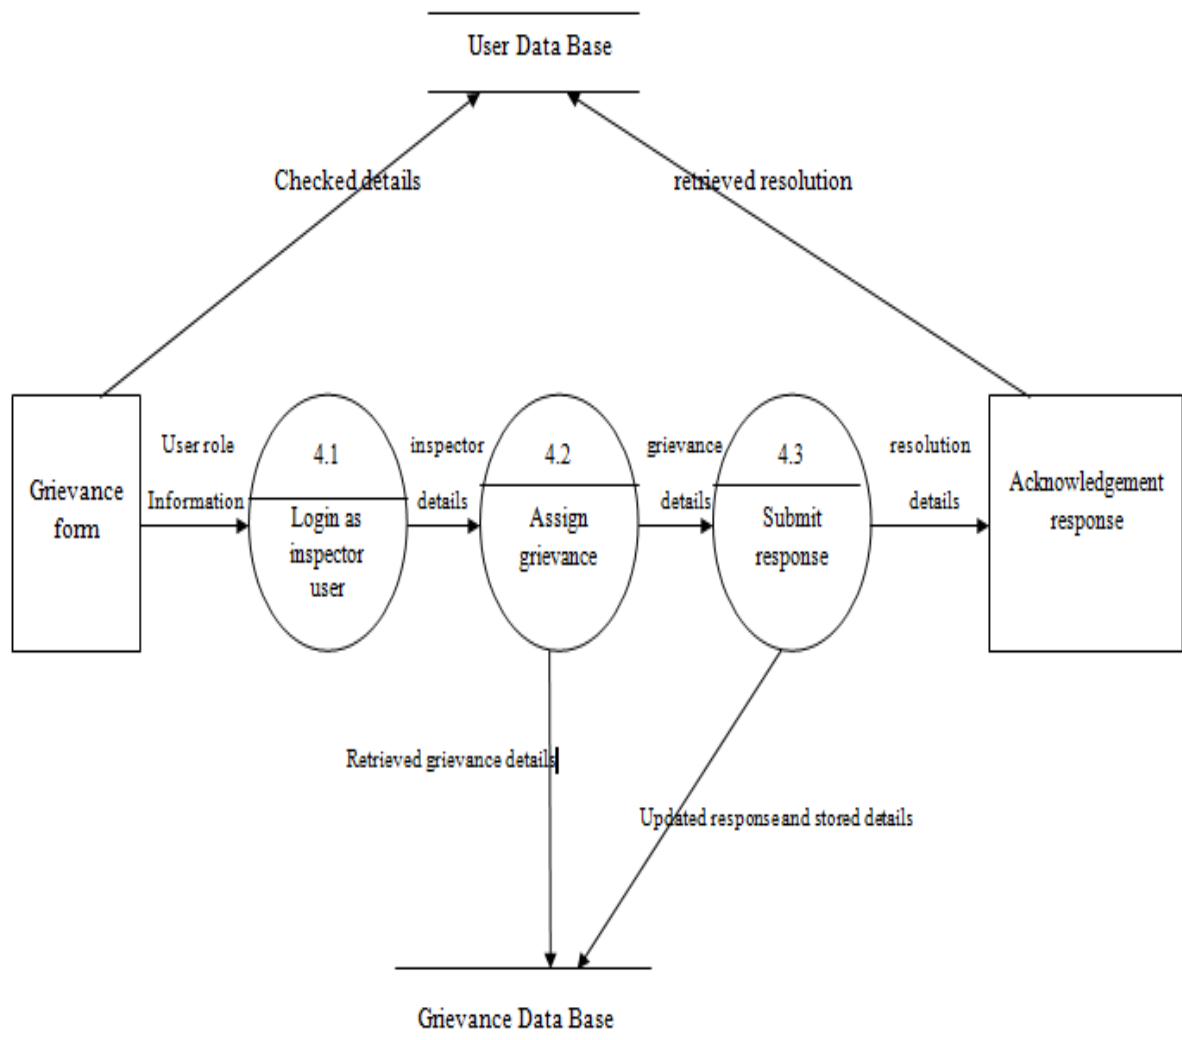 User Data Base
Checked details
retrieved resolution
Grievance
form
User role
Information
4.1
Login as
inspector
user
inspector
details
4.2
Assign
grievance
grievance
details
4.3
Submit
response
resolution
details
Acknowledgement
response
Retrieved grievance details
Updated response and stored details
Grievance Data Base